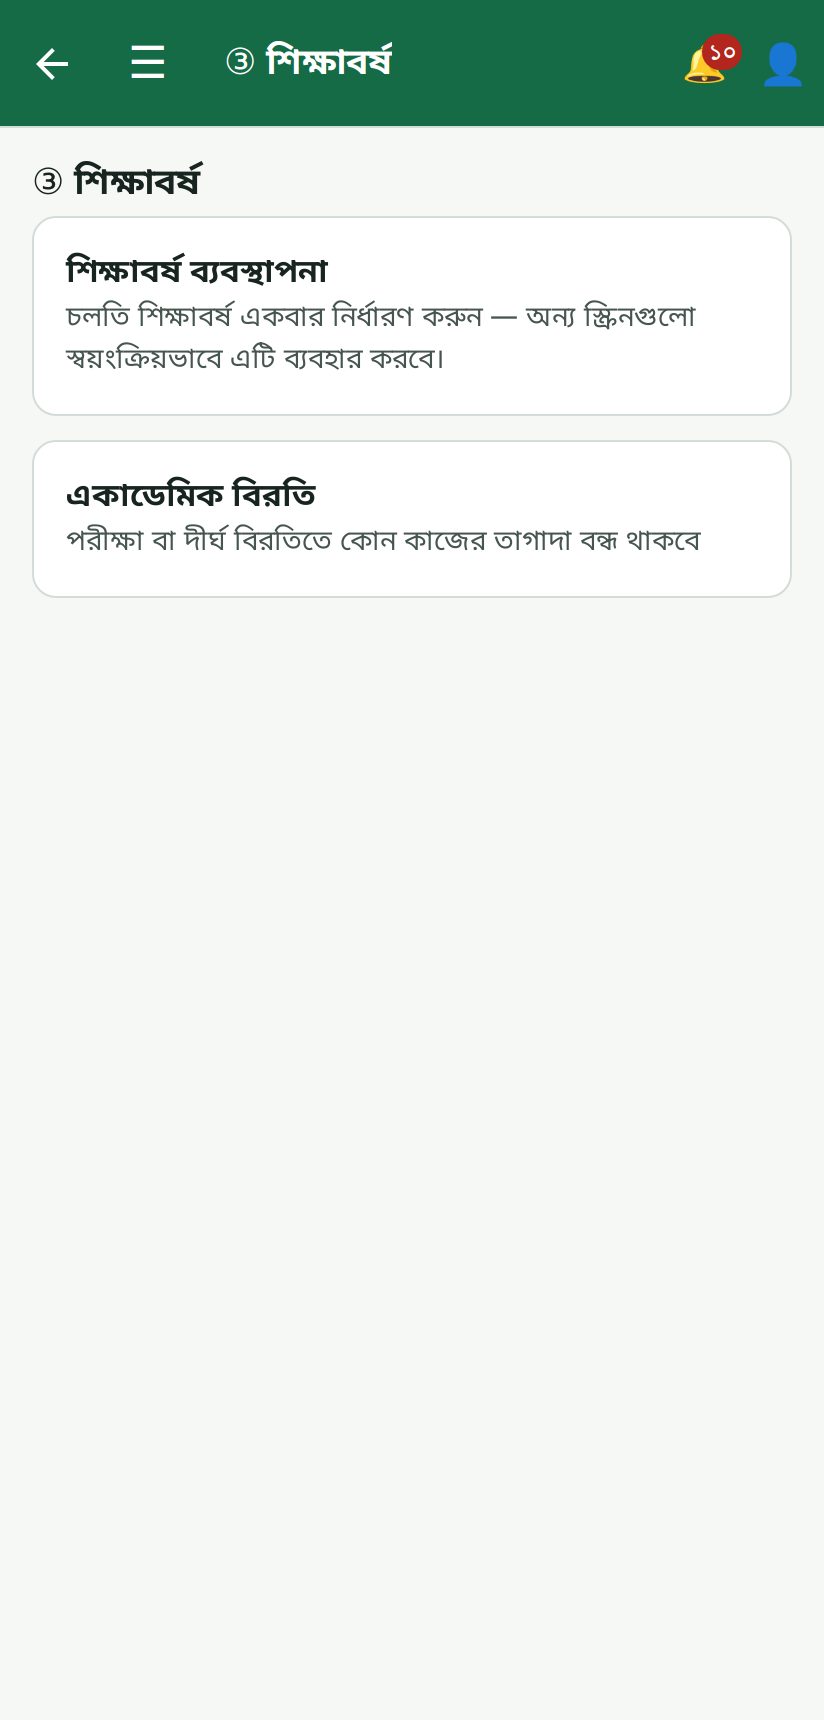 ③ শিক্ষাবর্ষ
১০
③ শিক্ষাবর্ষ
শিক্ষাবর্ষ ব্যবস্থাপনা
চলতি শিক্ষাবর্ষ একবার নির্ধারণ করুন — অন্য স্ক্রিনগুলো
স্বয়ংক্রিয়ভাবে এটি ব্যবহার করবে।
একাডেমিক বিরতি
পরীক্ষা বা দীর্ঘ বিরতিতে কোন কাজের তাগাদা বন্ধ থাকবে